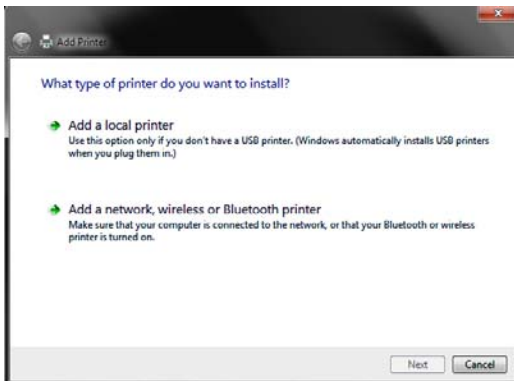 Add Printer
What type of printer do you want to install?
Add a local printer
Use this option only if you don't have a USB printer. (Windows automatically installs USB printers
when you plug them in.)
Add a network, wireless or Bluetooth printer
Make sure that your computer is connected to the network, or that your Bluetooth or wireless
printer is turned on.
Next
Cancel